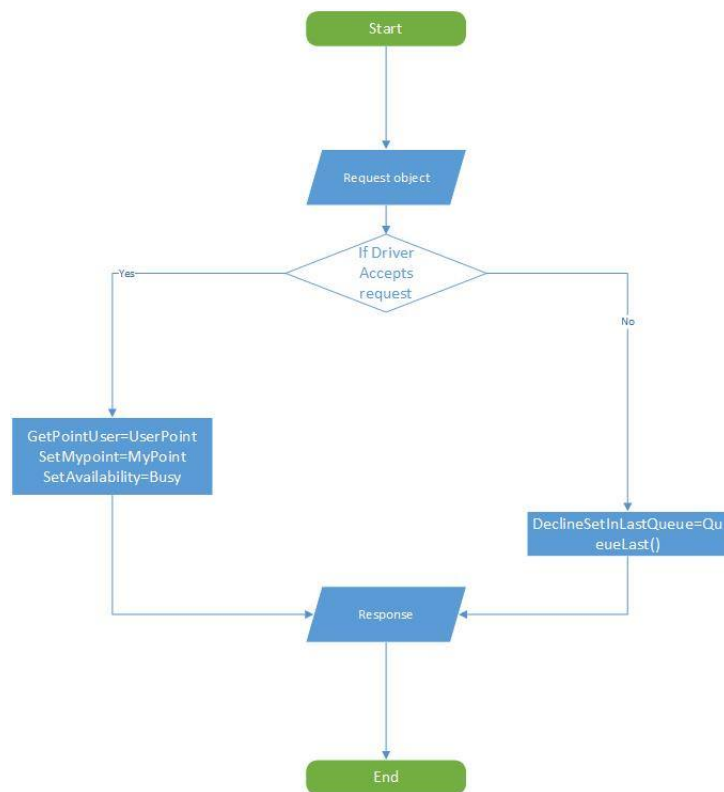 Start
Request object
If Driver
Accepts
request
Yes
No
GetPointUser=UserPoint
SetMypoint=MyPoint
SetAvailability=Busy
DeclineSetInLastQueue=Qu
eueLast()
Response
End